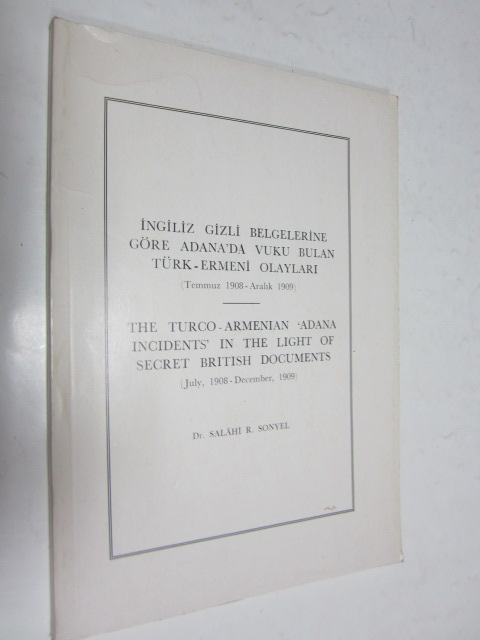 İNGİLİZ GİZLİ BELGELERİNE
GÖRE ADANA'DA VUKU BULAN
TÜRK-ERMENİ OLAYLARI
(Temmuz 1908-Aralık 1909)
THE TURCO-ARMENIAN 'ADANA
INCIDENTS' IN THE LIGHT OF
SECRET BRITISH DOCUMENTS
(July, 1908-December, 1909)
Dr. SALÂHİ R. SONYEL